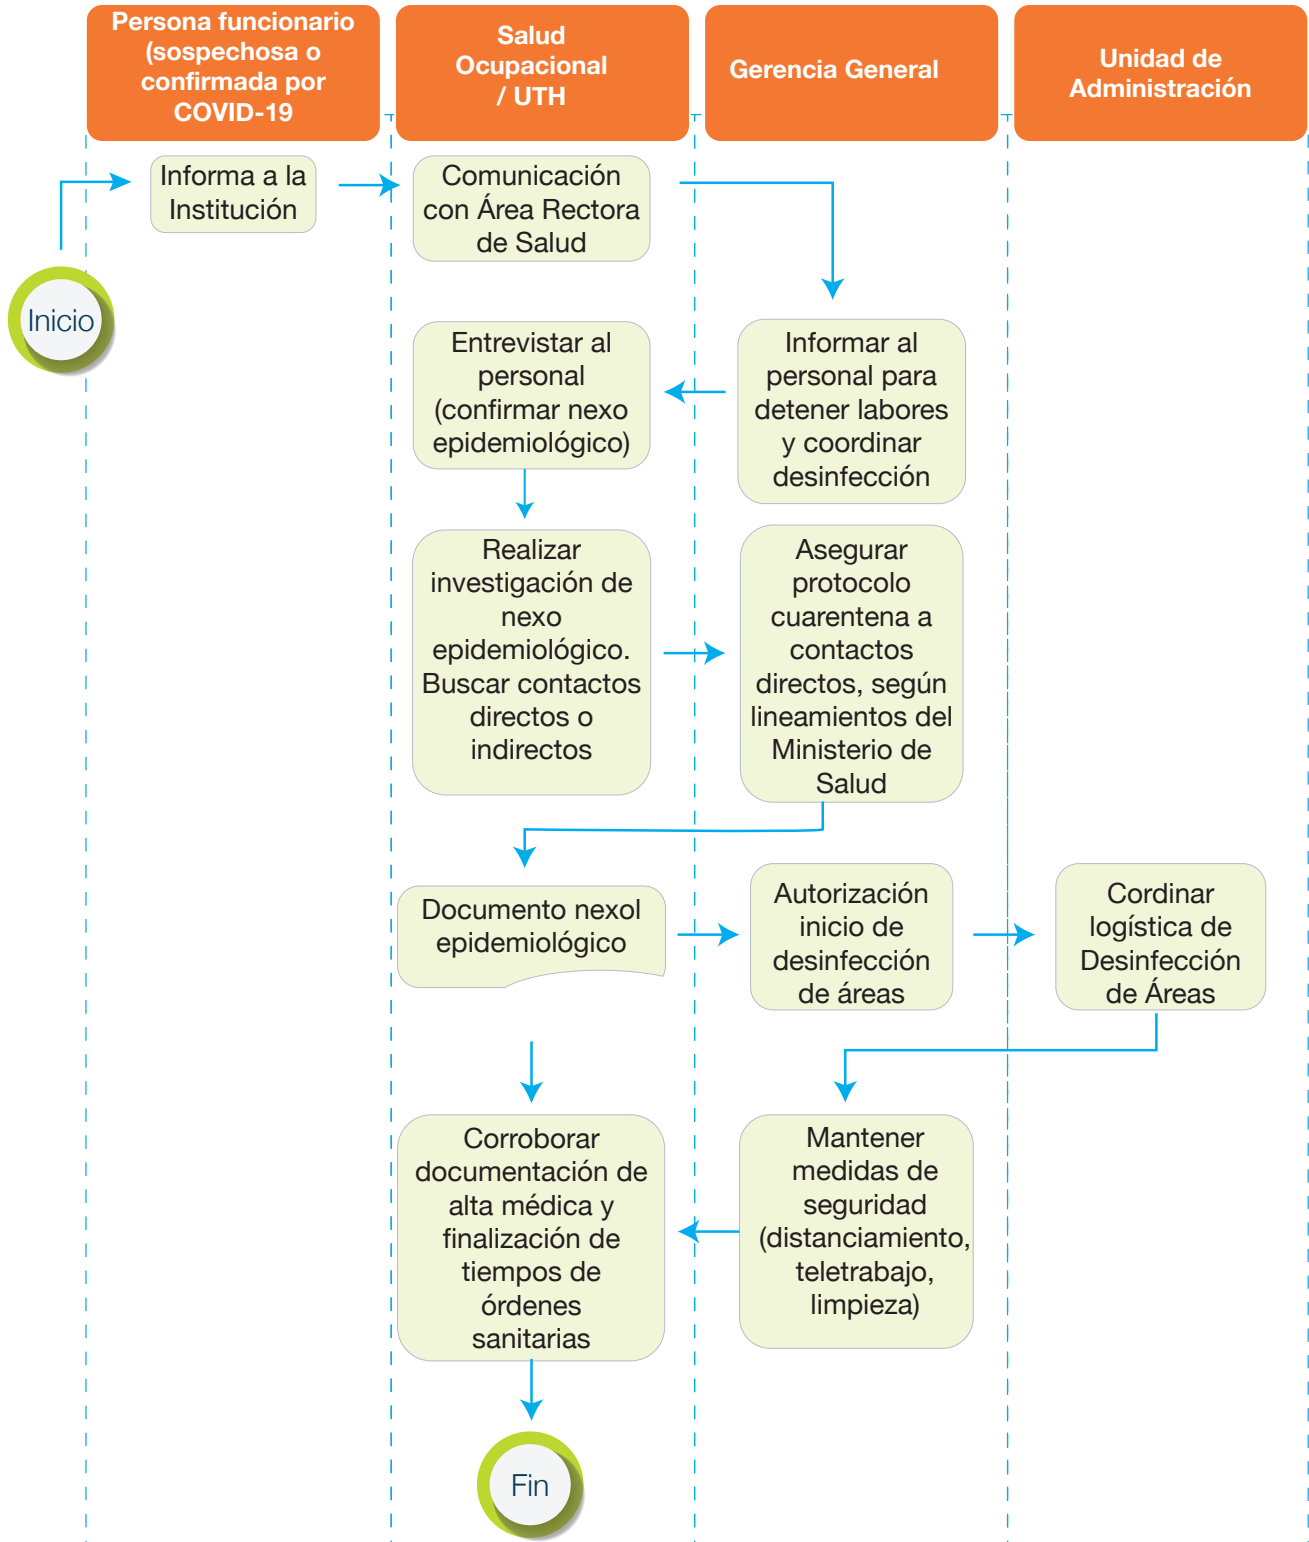 Persona funcionario
(sospechosa o
confirmada por
COVID-19
Salud
Ocupacional
/ UTH
Gerencia General
Unidad de
Administración
Inicio
Informa a la
Institución
Comunicación
con Área Rectora
de Salud
Entrevistar al
personal
(confirmar nexo
epidemiológico)
Informar al
personal para
detener labores
y coordinar
desinfección
Realizar
investigación de
nexo
epidemiológico.
Buscar contactos
directos o
indirectos
Asegurar
protocolo
cuarentena a
contactos
directos, según
lineamientos del
Ministerio de
Salud
Documento nexol
epidemiológico
Autorización
inicio de
desinfección
de áreas
Cordinar
logística de
Desinfección
de Áreas
Corroborar
documentación de
alta médica y
finalización de
tiempos de
órdenes
sanitarias
Mantener
medidas de
seguridad
(distanciamiento,
teletrabajo,
limpieza)
Fin